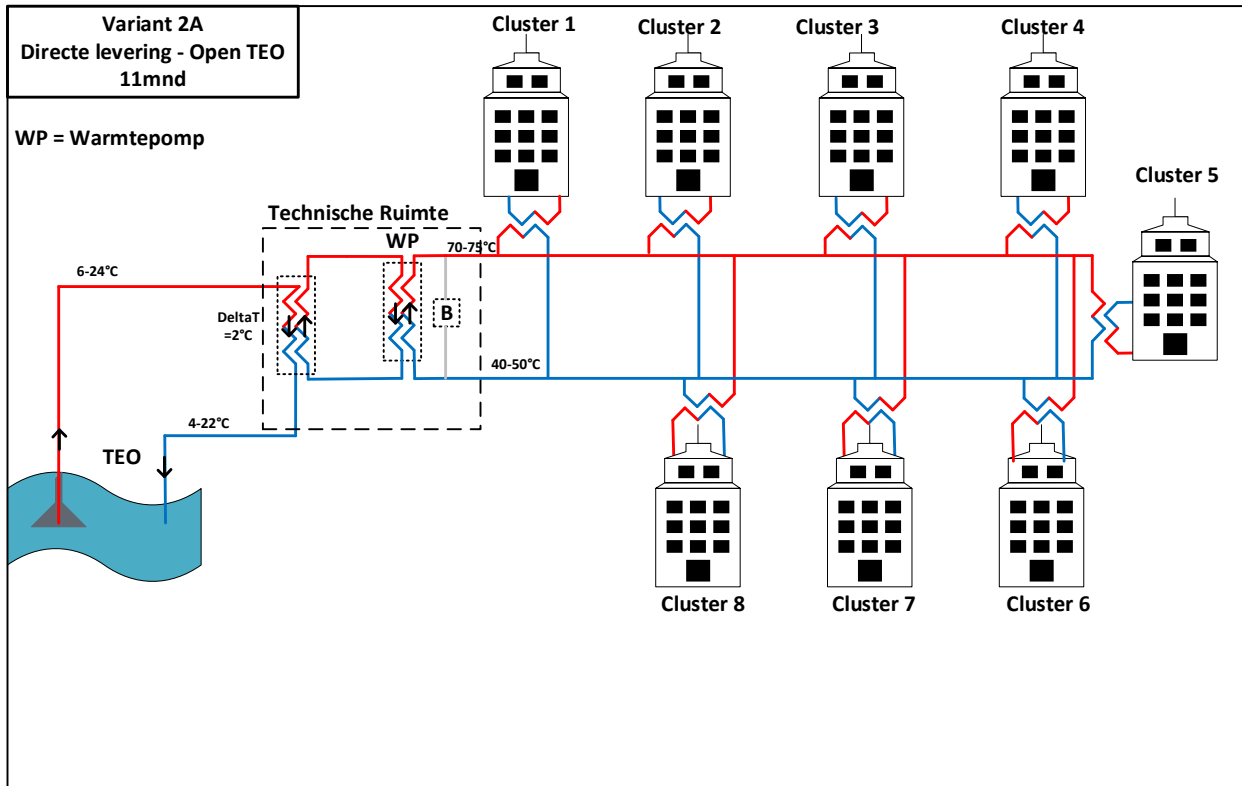 Variant 2A
Directe levering - Open TEO
11mnd
WP = Warmtepomp
Cluster 1
Cluster 2
Cluster 3
Cluster 4
Cluster 5
Technische Ruimte
WP
70-75°C
6-24°C
DeltaT
=2°C
B
40-50°C
4-22°C
TEO
Cluster 8
Cluster 7
Cluster 6